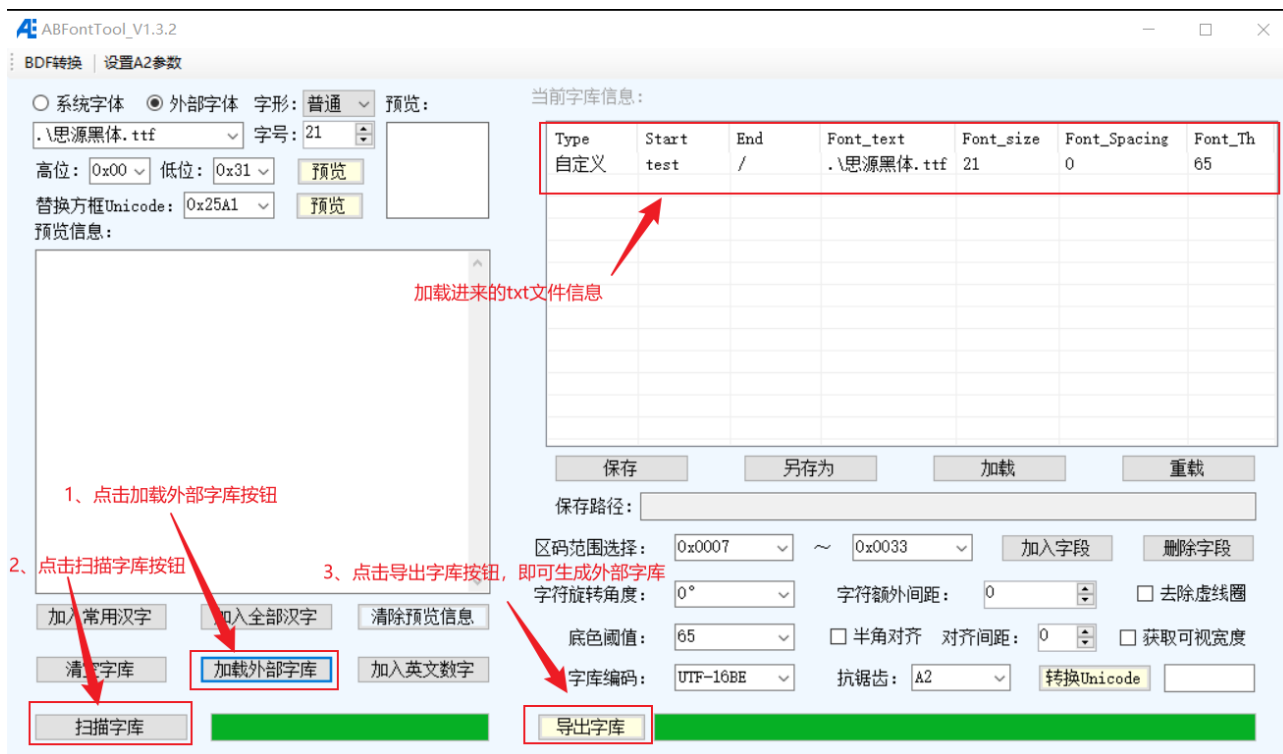 ABFontTool_V1.3.2
BDF转换 设置A2参数
系统字体 外部字体 字形: 普通 预览:
.\思源黑体.ttf 字号: 21
高位: 0x00 低位: 0x31 预览
替换方框Unicode: 0x25A1 预览
预览信息:
当前字库信息:
Type Start End Font_text Font_size Font_Spacing Font_Th
自定义 test / .\思源黑体.ttf 21 0 65
加载进来的txt文件信息
保存 另存为 加载 重载
保存路径:
1、点击加载外部字库按钮
2、点击扫描字库按钮
3、点击导出字库按钮，即可生成外部字库
区码范围选择: 0x0007 ~ 0x0033 加入字段 删除字段
字符旋转角度: 0° 字符额外间距: 0 去除虚线圈
底色阈值: 65 半角对齐 对齐间距: 0 获取可视宽度
字库编码: UTF-16BE 抗锯齿: A2 转换Unicode
加入常用汉字 加入全部汉字 清除预览信息
清空字库 加载外部字库 加入英文数字
扫描字库 导出字库